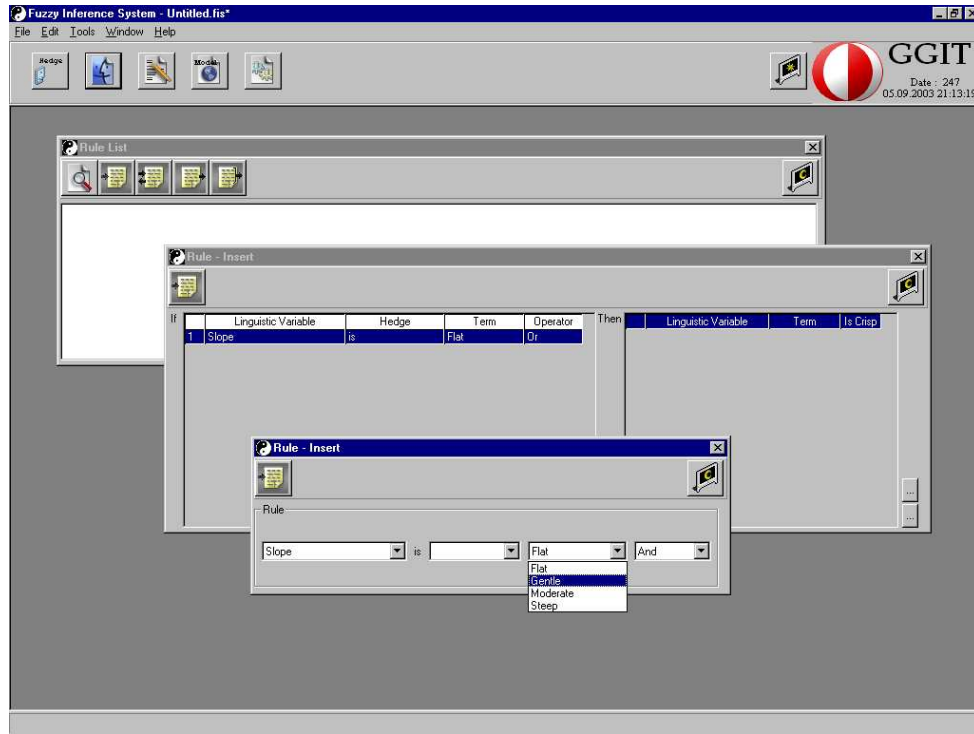 Fuzzy Inference System - Untitled.fis*
File Edit Tools Window Help
Hedge
GGIT
Date : 247
05.09.2003 21:13:19
Rule List
Rule - Insert
If
Linguistic Variable Hedge Term Operator
Then
Linguistic Variable Term Is Crisp
1 Slope is Flat Or
Rule - Insert
Rule
Slope is Flat And
Flat
Gentle
Moderate
Steep
...
...